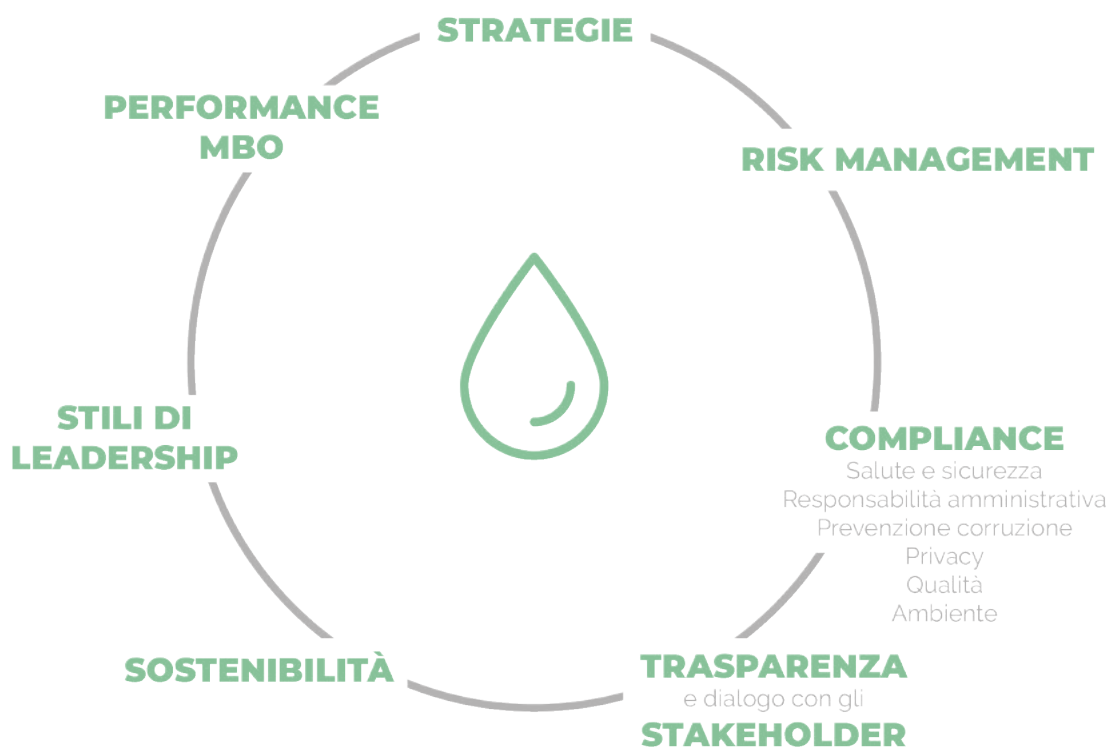 STRATEGIE
RISK MANAGEMENT
COMPLIANCE
Salute e sicurezza
Responsabilità amministrativa
Prevenzione corruzione
Privacy
Qualità
Ambiente
TRASPARENZA
e dialogo con gli
STAKEHOLDER
SOSTENIBILITÀ
STILI DI
LEADERSHIP
PERFORMANCE
MBO